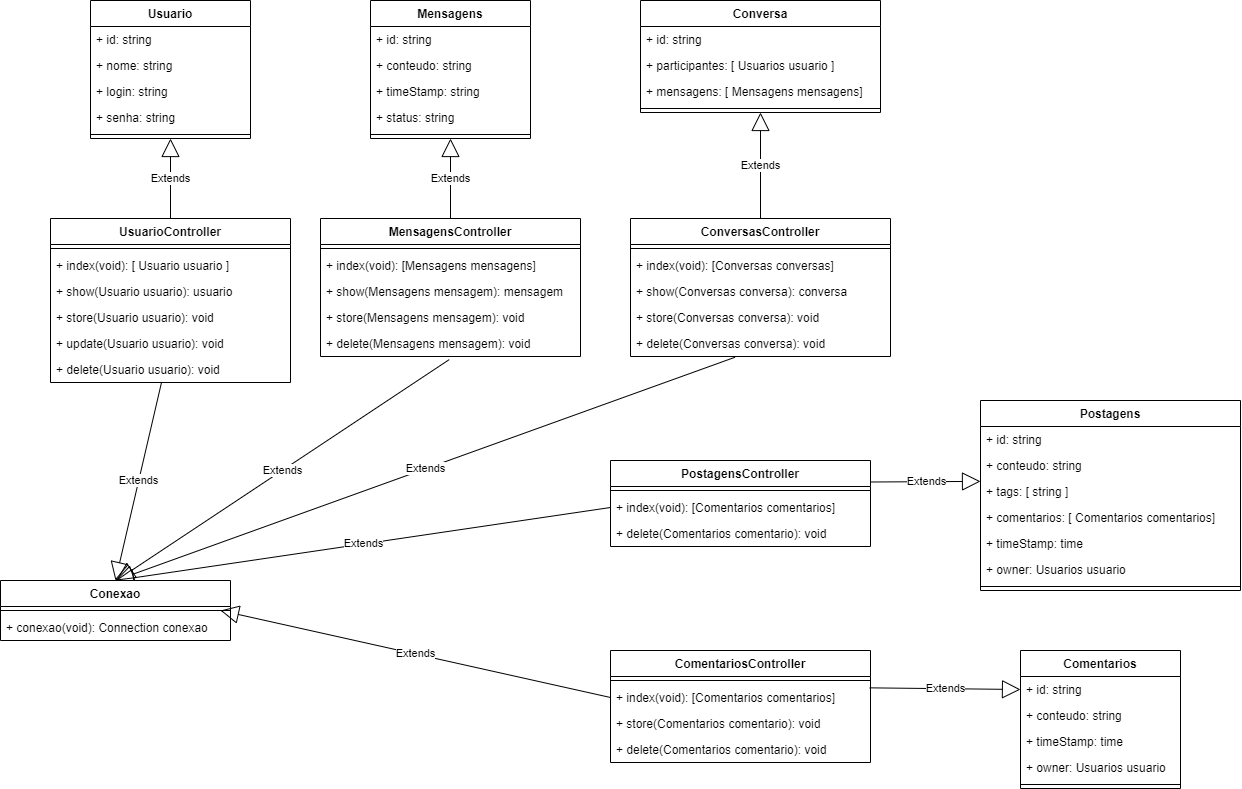 Usuario
+ id: string
+ nome: string
+ login: string
+ senha: string
Mensagens
+ id: string
+ conteudo: string
+ timeStamp: string
+ status: string
Conversa
+ id: string
+ participantes: [ Usuarios usuario ]
+ mensagens: [ Mensagens mensagens]
Extends
Extends
Extends
UsuarioController
+ index(void): [ Usuario usuario ]
+ show(Usuario usuario): usuario
+ store(Usuario usuario): void
+ update(Usuario usuario): void
+ delete(Usuario usuario): void
MensagensController
+ index(void): [Mensagens mensagens]
+ show(Mensagens mensagem): mensagem
+ store(Mensagens mensagem): void
+ delete(Mensagens mensagem): void
ConversasController
+ index(void): [Conversas conversas]
+ show(Conversas conversa): conversa
+ store(Conversas conversa): void
+ delete(Conversas conversa): void
Extends
Extends
Extends
Extends
PostagensController
+ index(void): [Comentarios comentarios]
+ delete(Comentarios comentario): void
Extends
Postagens
+ id: string
+ conteudo: string
+ tags: [ string ]
+ comentarios: [ Comentarios comentarios]
+ timeStamp: time
+ owner: Usuarios usuario
Conexao
+ conexao(void): Connection conexao
Extends
ComentariosController
+ index(void): [Comentarios comentarios]
+ store(Comentarios comentario): void
+ delete(Comentarios comentario): void
Extends
Comentarios
+ id: string
+ conteudo: string
+ timeStamp: time
+ owner: Usuarios usuario